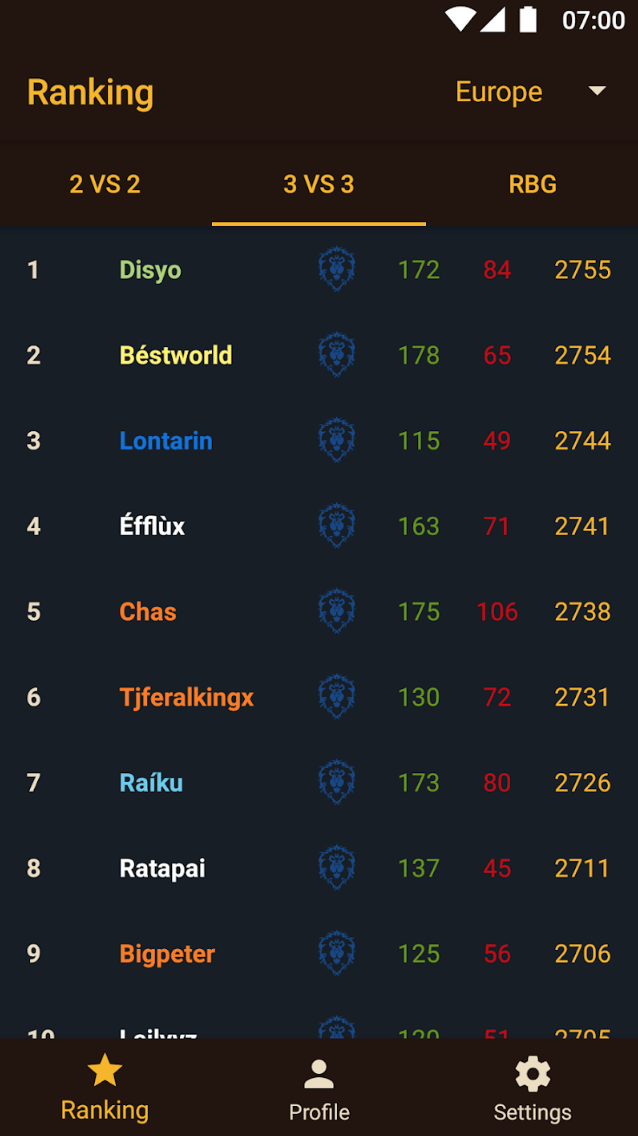 07:00
Ranking Europe
2 VS 2 3 VS 3 RBG
1 Disyo 172 84 2755
2 Béstworld 178 65 2754
3 Lontarin 115 49 2744
4 Éfflùx 163 71 2741
5 Chas 175 106 2738
6 Tjferalkingx 130 72 2731
7 Raíku 173 80 2726
8 Ratapai 137 45 2711
9 Bigpeter 125 56 2706
10
Ranking Profile Settings